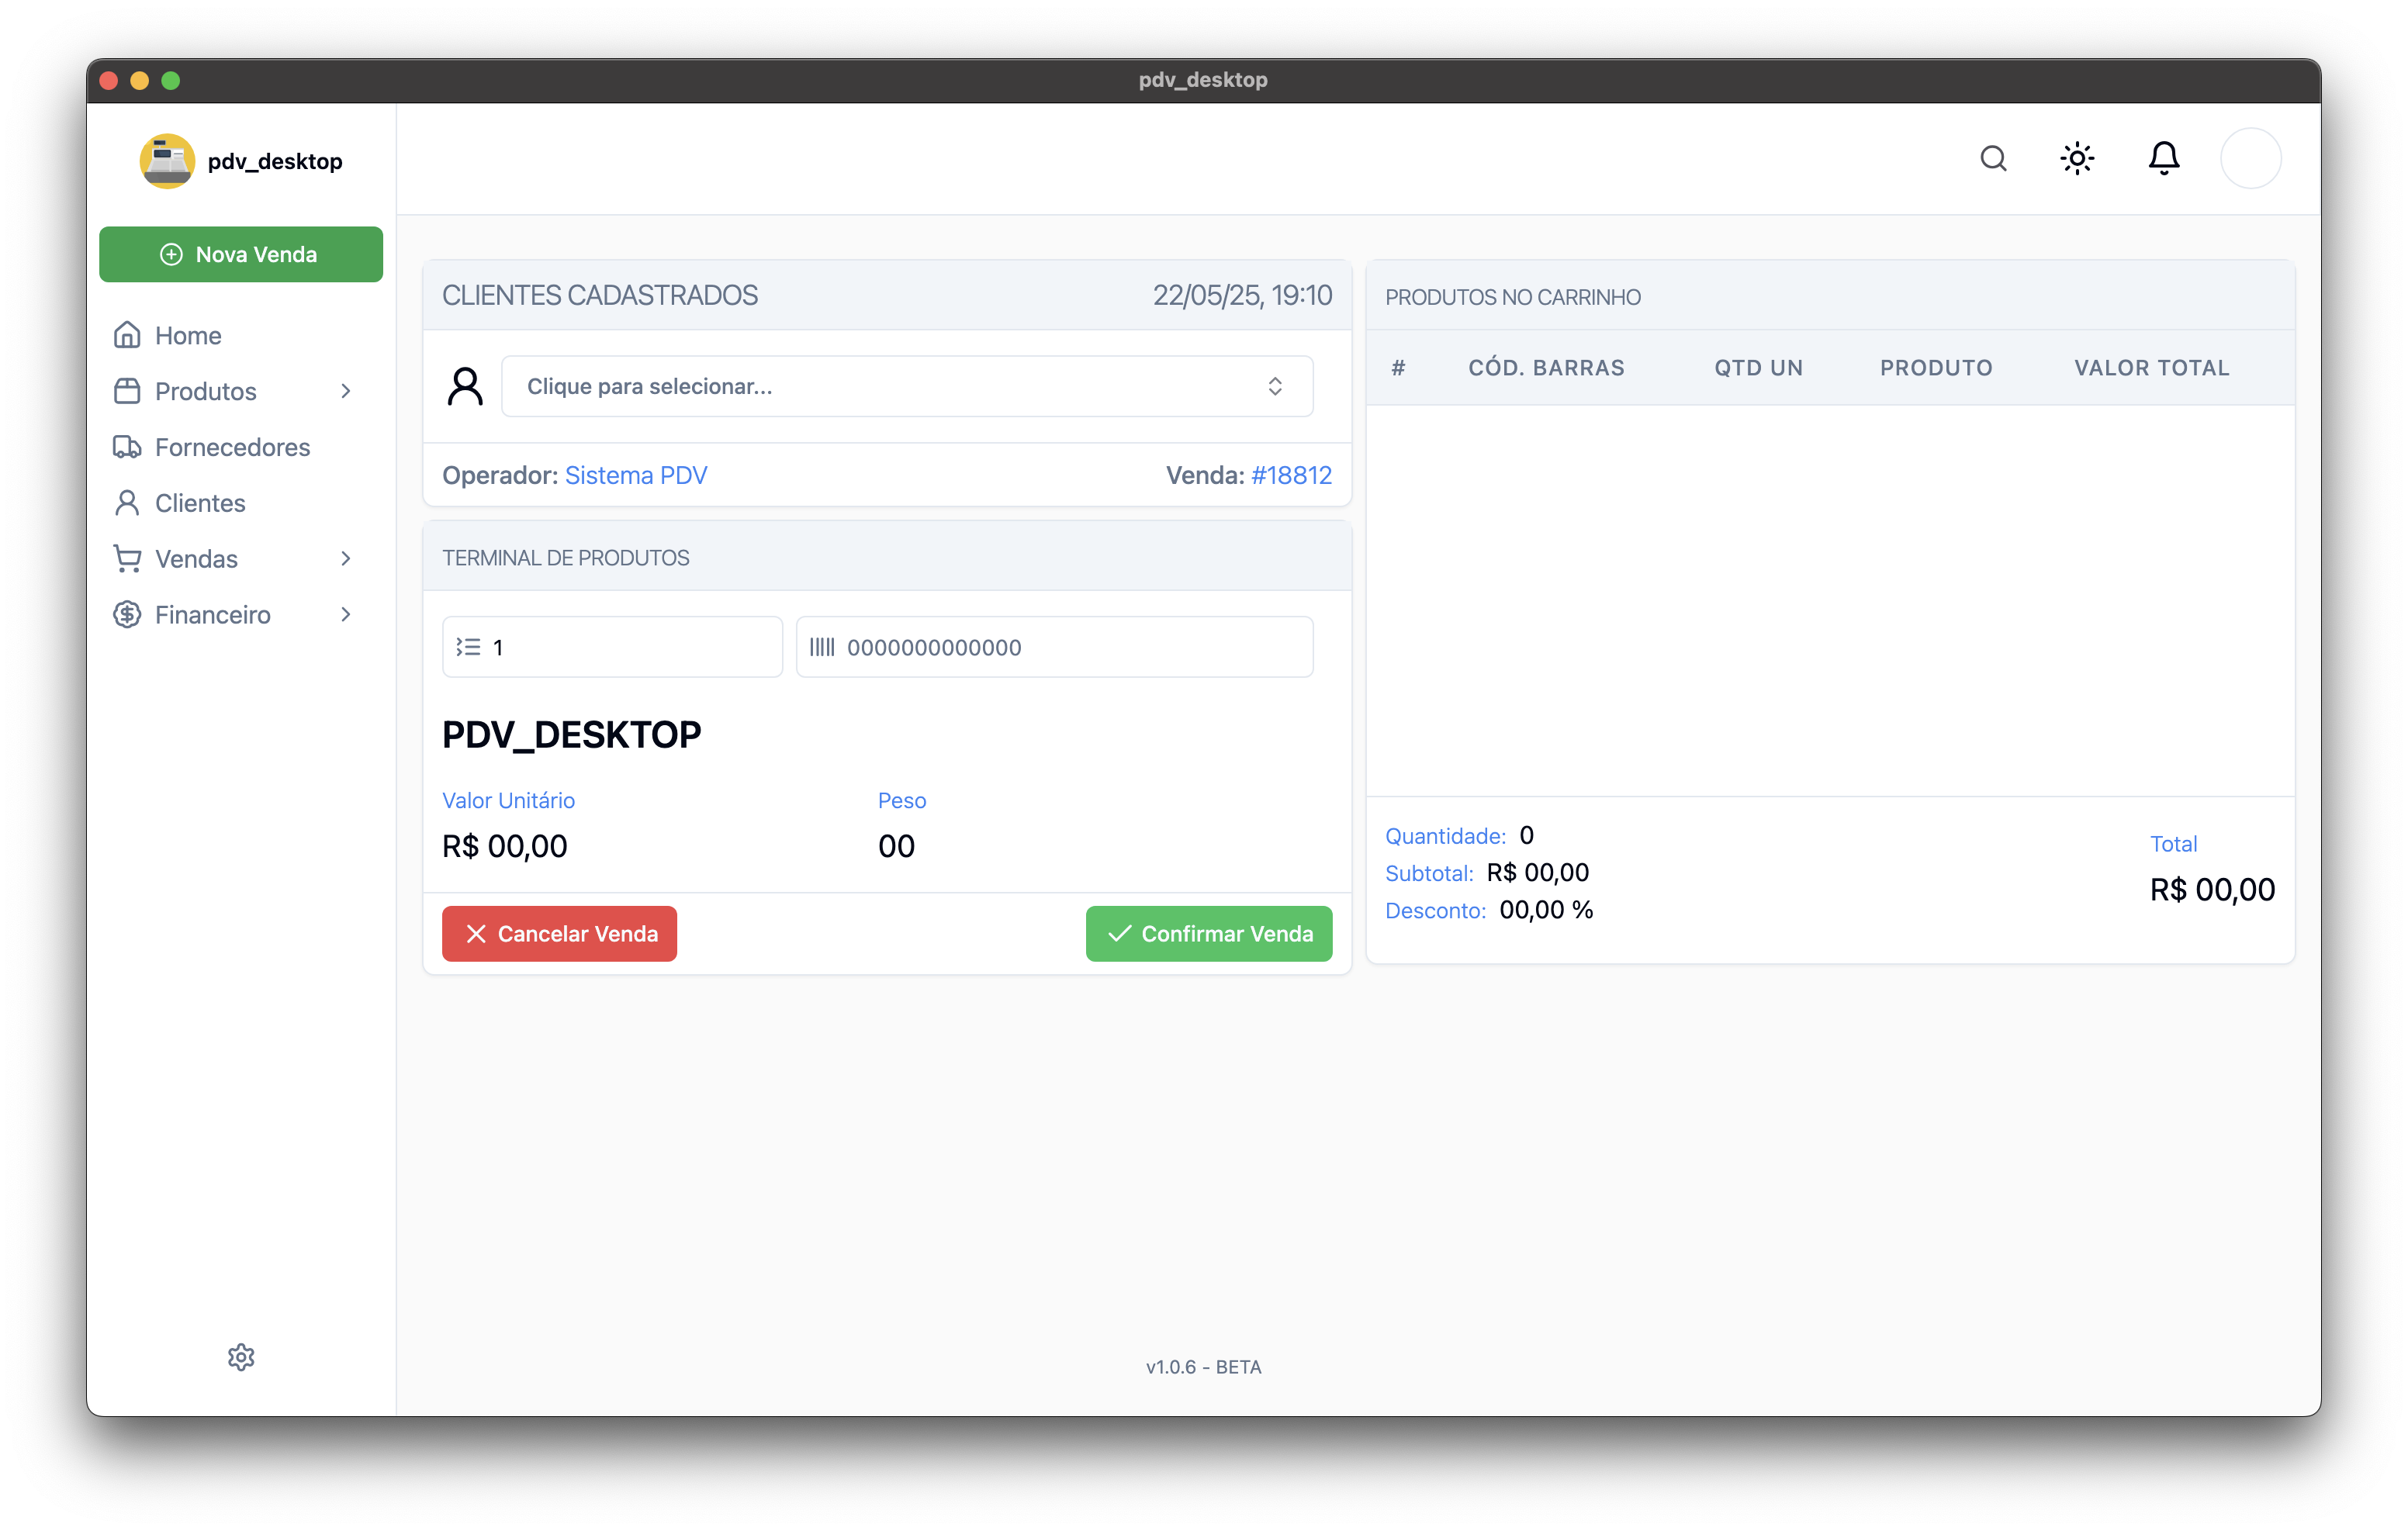 pdv_desktop
pdv_desktop
Nova Venda
Home
Produtos
Fornecedores
Clientes
Vendas
Financeiro
CLIENTES CADASTRADOS 22/05/25, 19:10
Clique para selecionar...
Operador: Sistema PDV Venda: #18812
TERMINAL DE PRODUTOS
1 0000000000000
PDV_DESKTOP
Valor Unitário Peso
R$ 00,00 00
Cancelar Venda Confirmar Venda
PRODUTOS NO CARRINHO
# CÓD. BARRAS QTD UN PRODUTO VALOR TOTAL
Quantidade: 0
Subtotal: R$ 00,00
Desconto: 00,00 %
Total
R$ 00,00
v1.0.6 - BETA